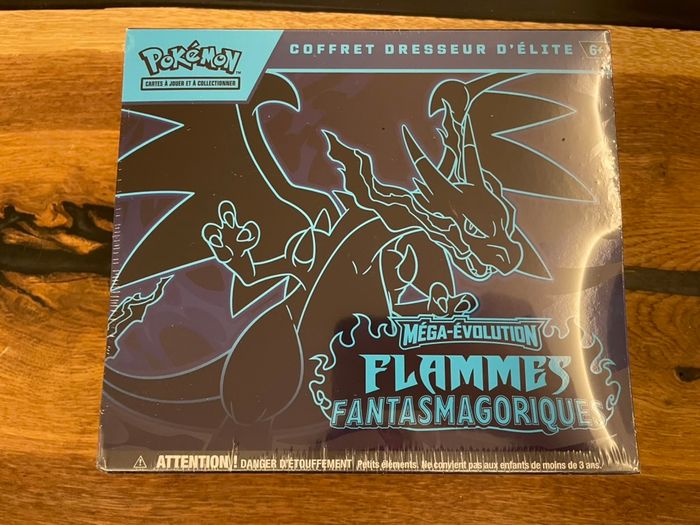 POKéMON
CARTES À JOUER ET À COLLECTIONNER
COFFRET DRESSEUR D'ÉLITE
6+
MÉGA-ÉVOLUTION
FLAMMES
FANTASMAGORIQUES
ATTENTION! DANGER D'ÉTOUFFEMENT Petits éléments. Ne convient pas aux enfants de moins de 3 ans.